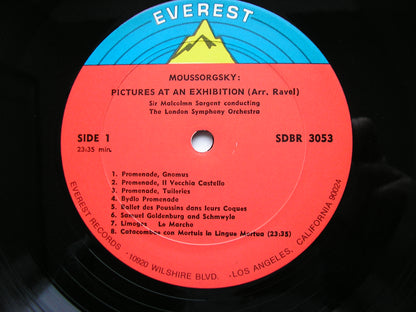 EVEREST
MOUSSORGSKY:
PICTURES AT AN EXHIBITION (Arr. Ravel)
Sir Malcolmn Sargent conducting
The London Symphony Orchestra
SIDE 1
SDBR 3053
23:35 min.
1. Promenade, Gnomus
2. Promenade, Il Vecchia Castello
3. Promenade, Tuileries
4. Bydlo Promenade
5. Ballet des Poussins dans leurs Coques
6. Samuel Goldenburg and Schmwyle
7. Limoges Le Marche
8. Catacombae con Mortuis in Lingue Mortua (23:35)
EVEREST RECORDS · 10920 WILSHIRE BLVD. · LOS ANGELES, CALIFORNIA 90024